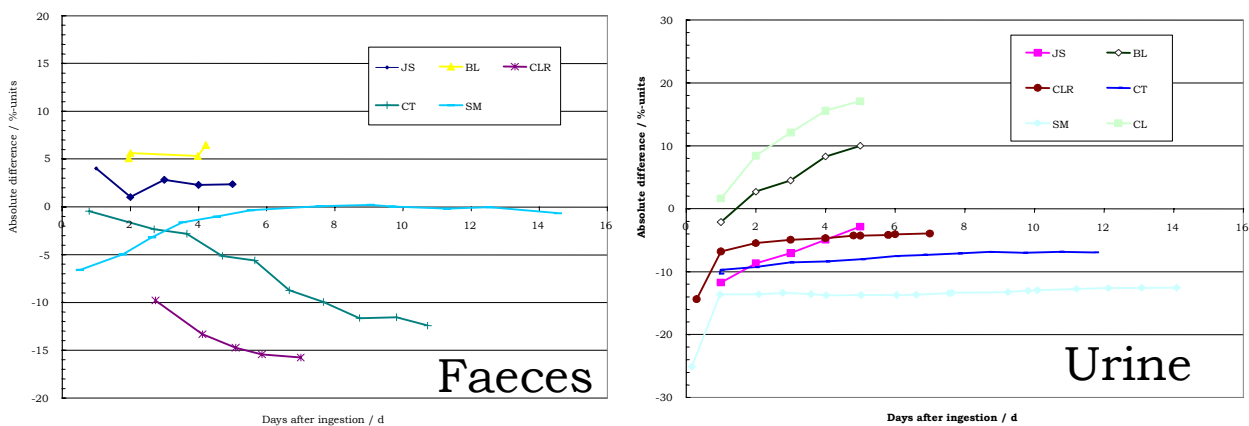 20
15
10
5
0
-5
-10
-15
-20
Absolute difference / %-units
0 2 4 6 8 10 12 14 16
Days after ingestion / d
JS BL CLR
CT SM
Faeces
30
20
10
0
-10
-20
-30
Absolute difference / %-units
0 2 4 6 8 10 12 14 16
Days after ingestion / d
JS BL
CLR CT
SM CL
Urine